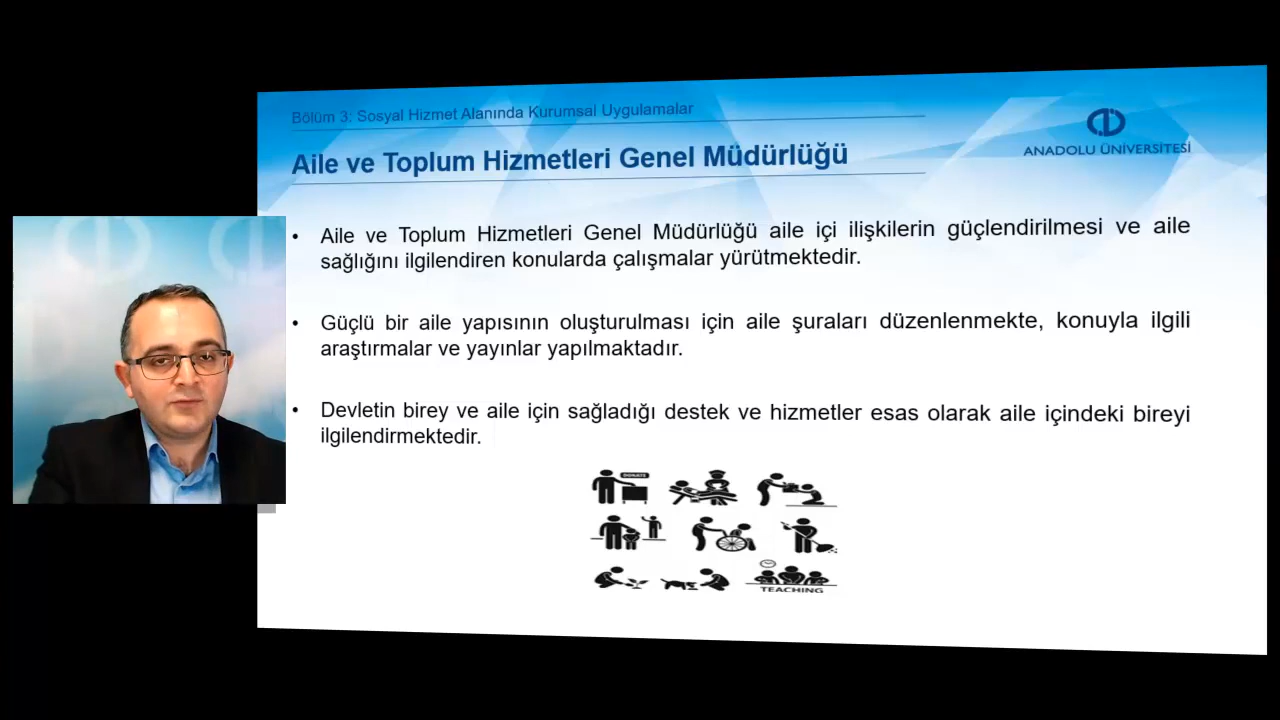 Bölüm 3: Sosyal Hizmet Alanında Kurumsal Uygulamalar
Aile ve Toplum Hizmetleri Genel Müdürlüğü
ANADOLU ÜNİVERSİTESİ
• Aile ve Toplum Hizmetleri Genel Müdürlüğü aile içi ilişkilerin güçlendirilmesi ve aile
sağlığını ilgilendiren konularda çalışmalar yürütmektedir.
• Güçlü bir aile yapısının oluşturulması için aile şuraları düzenlenmekte, konuyla ilgili
araştırmalar ve yayınlar yapılmaktadır.
• Devletin birey ve aile için sağladığı destek ve hizmetler esas olarak aile içindeki bireyi
ilgilendirmektedir.
DONATE
TEACHING